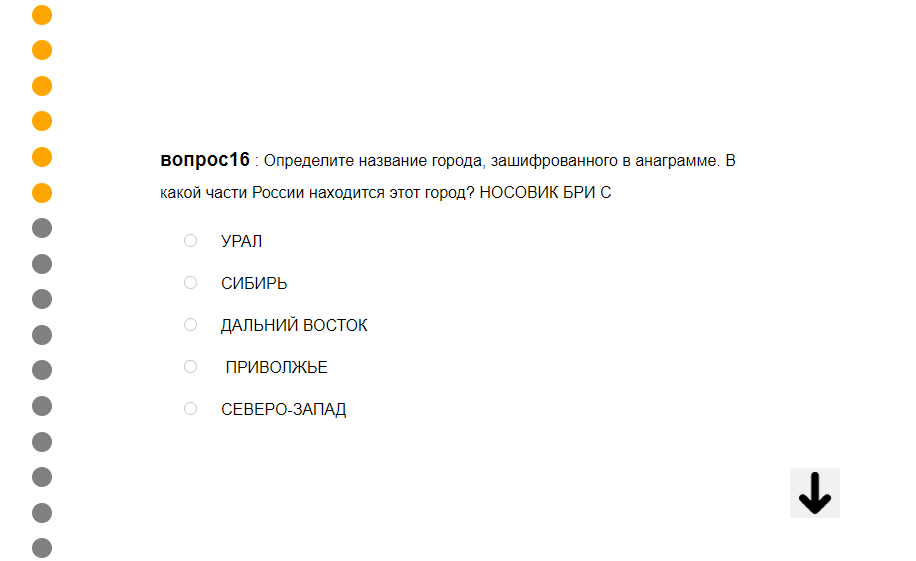 вопрос16 : Определите название города, зашифрованного в анаграмме. В
какой части России находится этот город? НОСОВИК БРИ С
УРАЛ
СИБИРЬ
ДАЛЬНИЙ ВОСТОК
ПРИВОЛЖЬЕ
СЕВЕРО-ЗАПАД